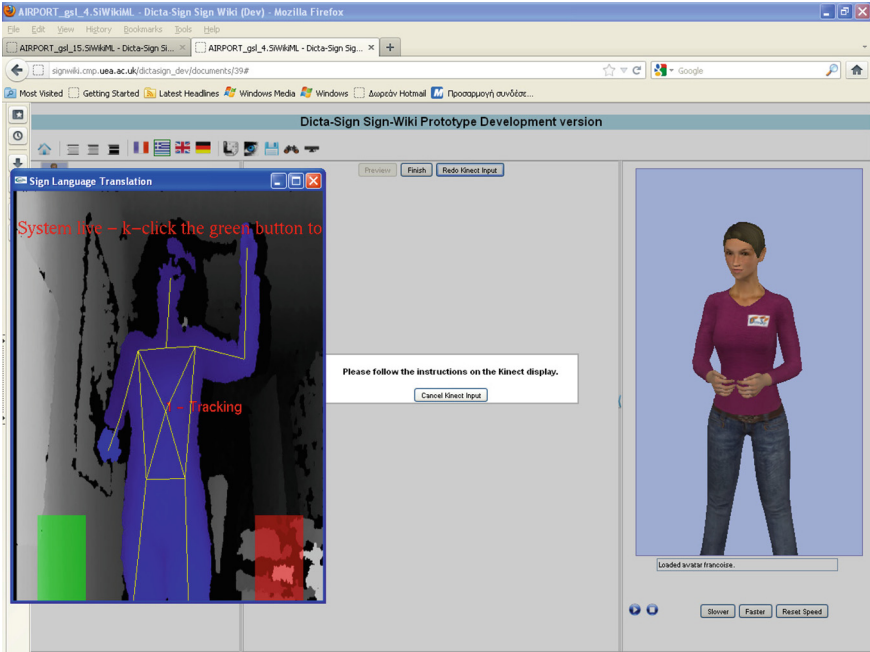 AIRPORT_gsl_4.SiWikiML - Dicta-Sign Sign Wiki (Dev) - Mozilla Firefox
File Edit View History Bookmarks Tools Help
AIRPORT_gsl_15.SiWikiML - Dicta-Sign Si... × AIRPORT_gsl_4.SiWikiML - Dicta-Sign Sig... × +
signwiki.cmp.uea.ac.uk/dictasign_dev/documents/39#
Google
Most Visited Getting Started Latest Headlines Windows Media Windows Δωρεάν Hotmail Προσαρμογή συνδέσε...
Dicta-Sign Sign-Wiki Prototype Development version
Preview Finish Redo Kinect Input
Sign Language Translation
System live - k-click the green button to
Please follow the instructions on the Kinect display.
Cancel Kinect Input
- Tracking
Loaded avatar francoise.
Slower Faster Reset Speed